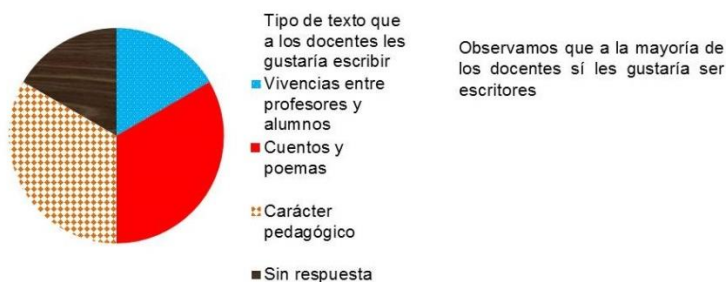 Tipo de texto que
a los docentes les
gustaría escribir
Vivencias entre
profesores y
alumnos
Cuentos y
poemas
Carácter
pedagógico
Sin respuesta
Observamos que a la mayoría de
los docentes sí les gustaría ser
escritores